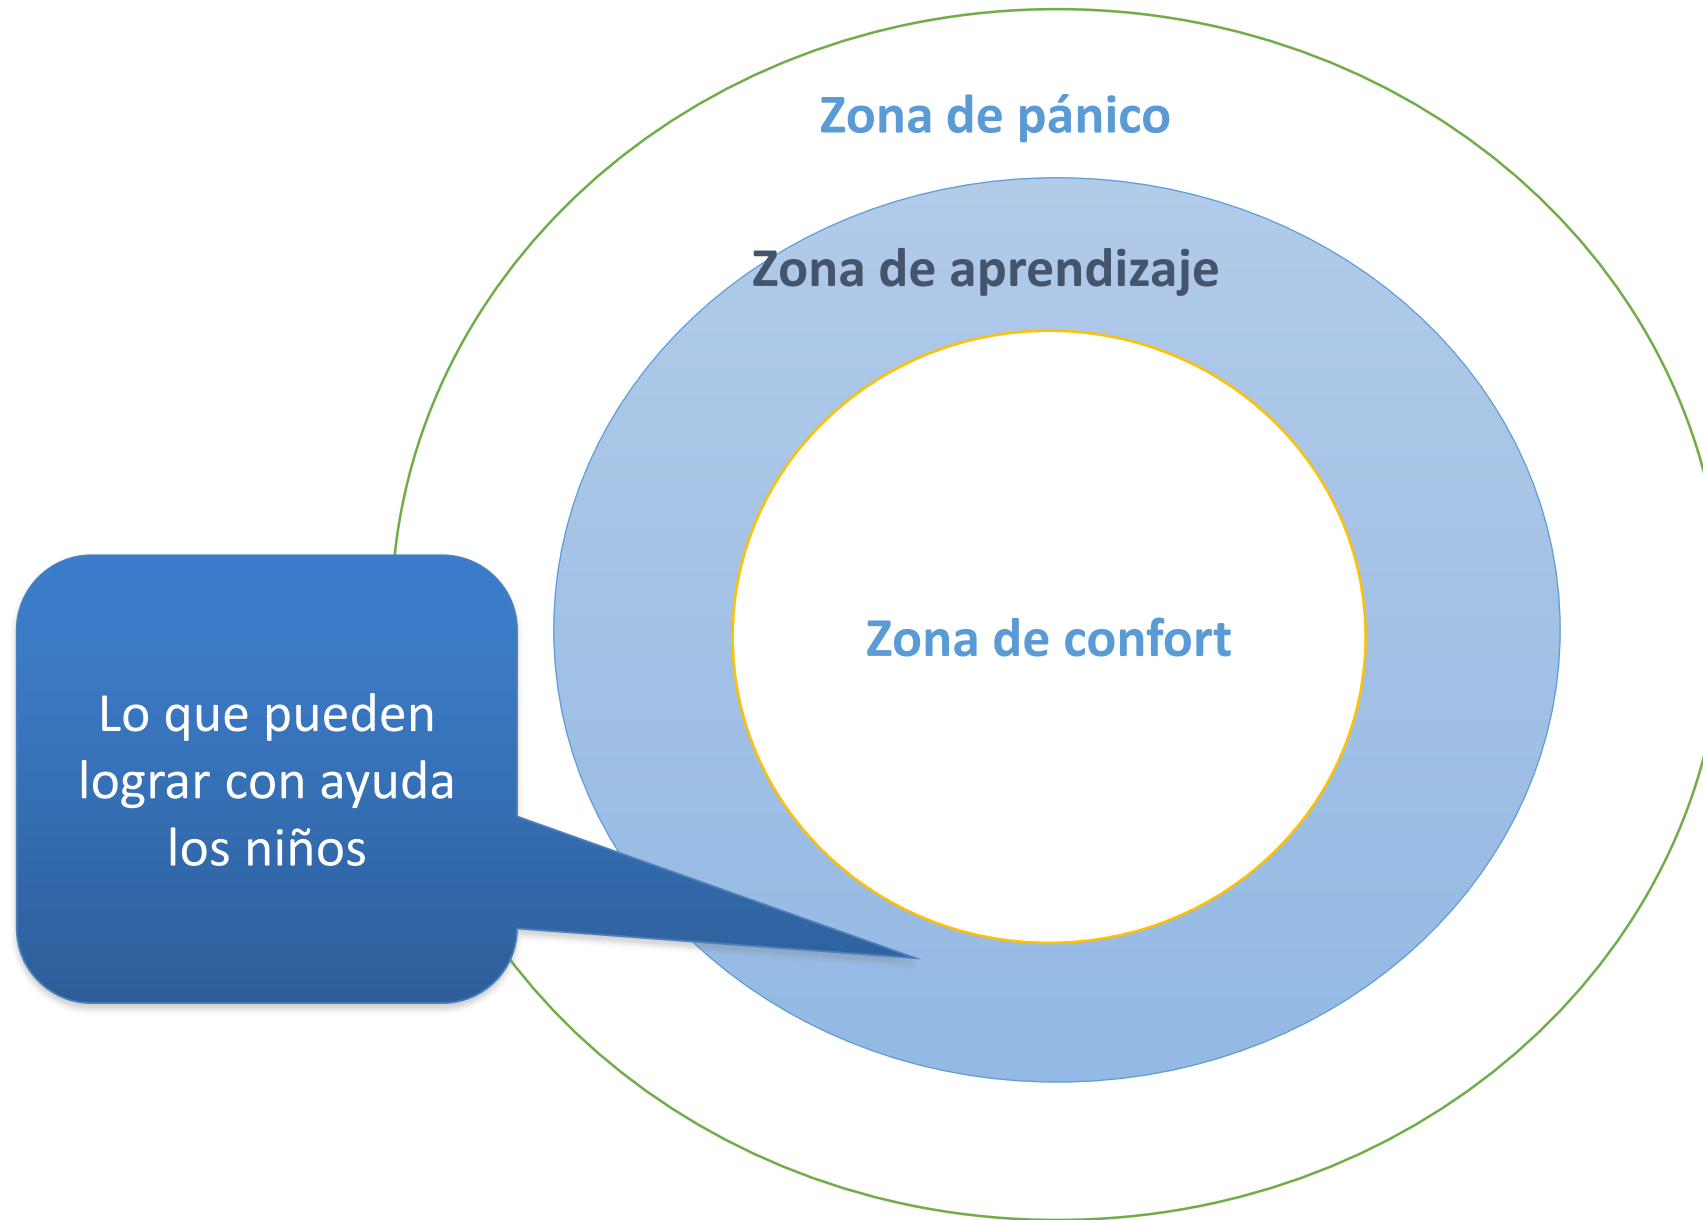 Zona de pánico
Zona de aprendizaje
Zona de confort
Lo que pueden
lograr con ayuda
los niños